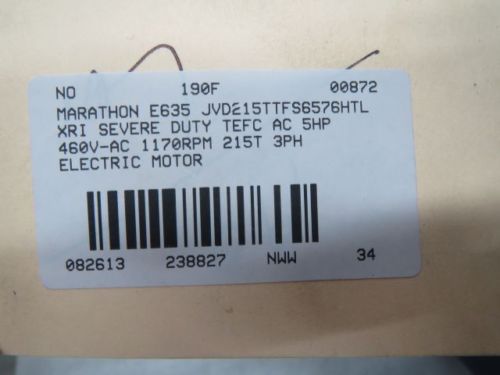 NO 190F 00872
MARATHON E635 JVD215TTFS6576HTL
XRI SEVERE DUTY TEFC AC 5HP
460V-AC 1170RPM 215T 3PH
ELECTRIC MOTOR
082613 238827 NWW 34